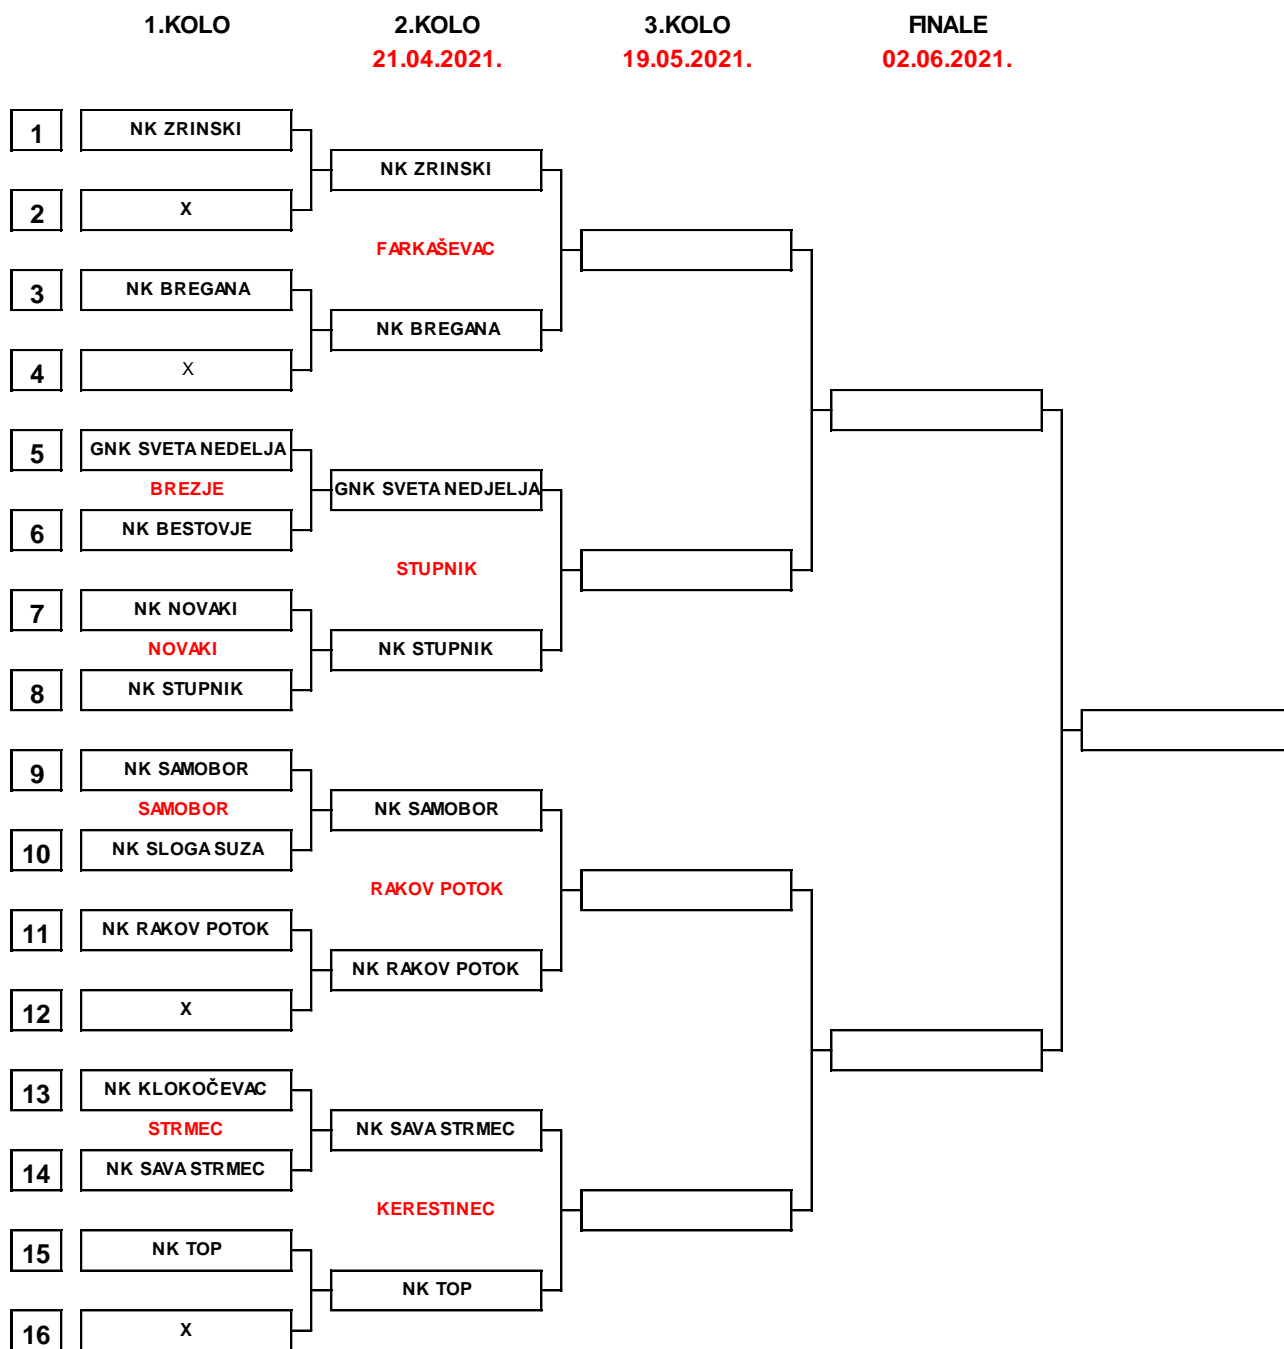 1.KOLO
2.KOLO
3.KOLO
FINALE
21.04.2021.
19.05.2021.
02.06.2021.
1
NK ZRINSKI
NK ZRINSKI
2
X
FARKAŠEVAC
3
NK BREGANA
NK BREGANA
4
X
5
GNK SVETA NEDELJA
BREZJE
GNK SVETA NEDJELJA
6
NK BESTOVJE
STUPNIK
7
NK NOVAKI
NOVAKI
NK STUPNIK
8
NK STUPNIK
9
NK SAMOBOR
SAMOBOR
NK SAMOBOR
10
NK SLOGA SUZA
RAKOV POTOK
11
NK RAKOV POTOK
NK RAKOV POTOK
12
X
13
NK KLOKOČEVAC
STRMEC
NK SAVA STRMEC
14
NK SAVA STRMEC
KERESTINEC
15
NK TOP
NK TOP
16
X